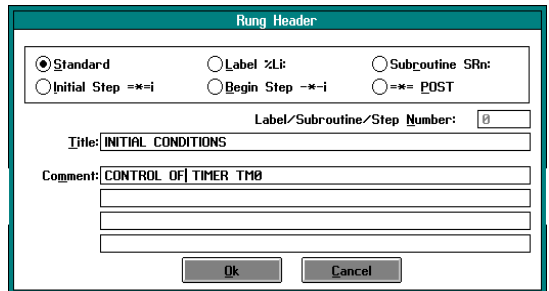 Rung Header
Standard Label %Li: Subroutine SRn:
Initial Step =*=i Begin Step -*-i =*= POST
Label/Subroutine/Step Number: 0
Title: INITIAL CONDITIONS
Comment: CONTROL OF TIMER TM0
Ok Cancel